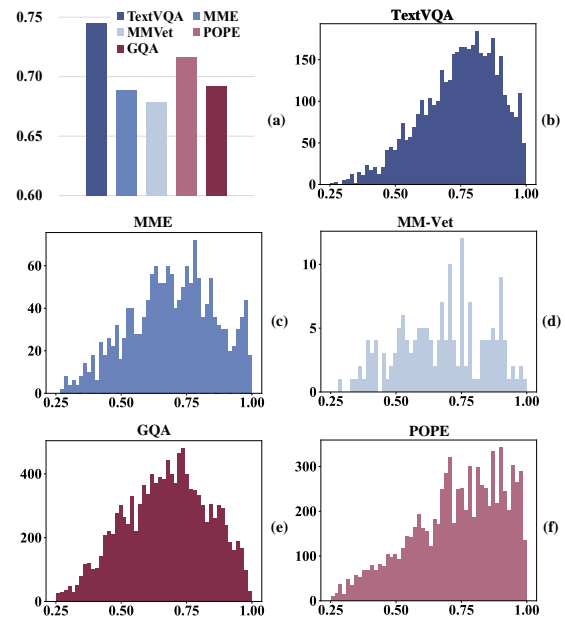 0.75
0.70
0.65
0.60
TextVQA MME
MMVet POPE
GQA
(a)
TextVQA
150
100
50
0
0.25 0.50 0.75 1.00
(b)
MME
60
40
20
0
0.25 0.50 0.75 1.00
(c)
MM-Vet
10
5
0
0.25 0.50 0.75 1.00
(d)
GQA
400
200
0
0.25 0.50 0.75 1.00
(e)
POPE
300
200
100
0
0.25 0.50 0.75 1.00
(f)